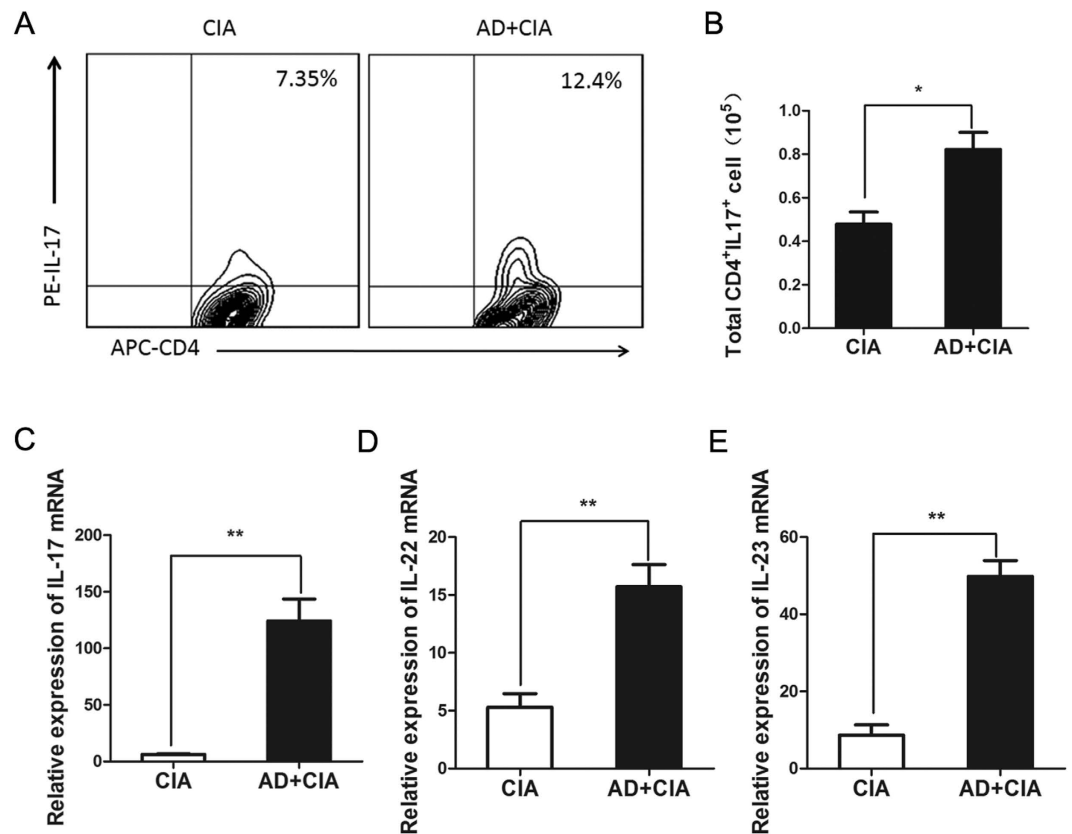 A
CIA
AD+CIA
7.35%
12.4%
PE-IL-17
APC-CD4
B
*
Total CD4⁺IL17⁺ cell (10⁵)
1.0
0.8
0.6
0.4
0.2
0.0
CIA
AD+CIA
C
**
Relative expression of IL-17 mRNA
200
150
100
50
0
CIA
AD+CIA
D
**
Relative expression of IL-22 mRNA
20
15
10
5
0
CIA
AD+CIA
E
**
Relative expression of IL-23 mRNA
60
40
20
0
CIA
AD+CIA